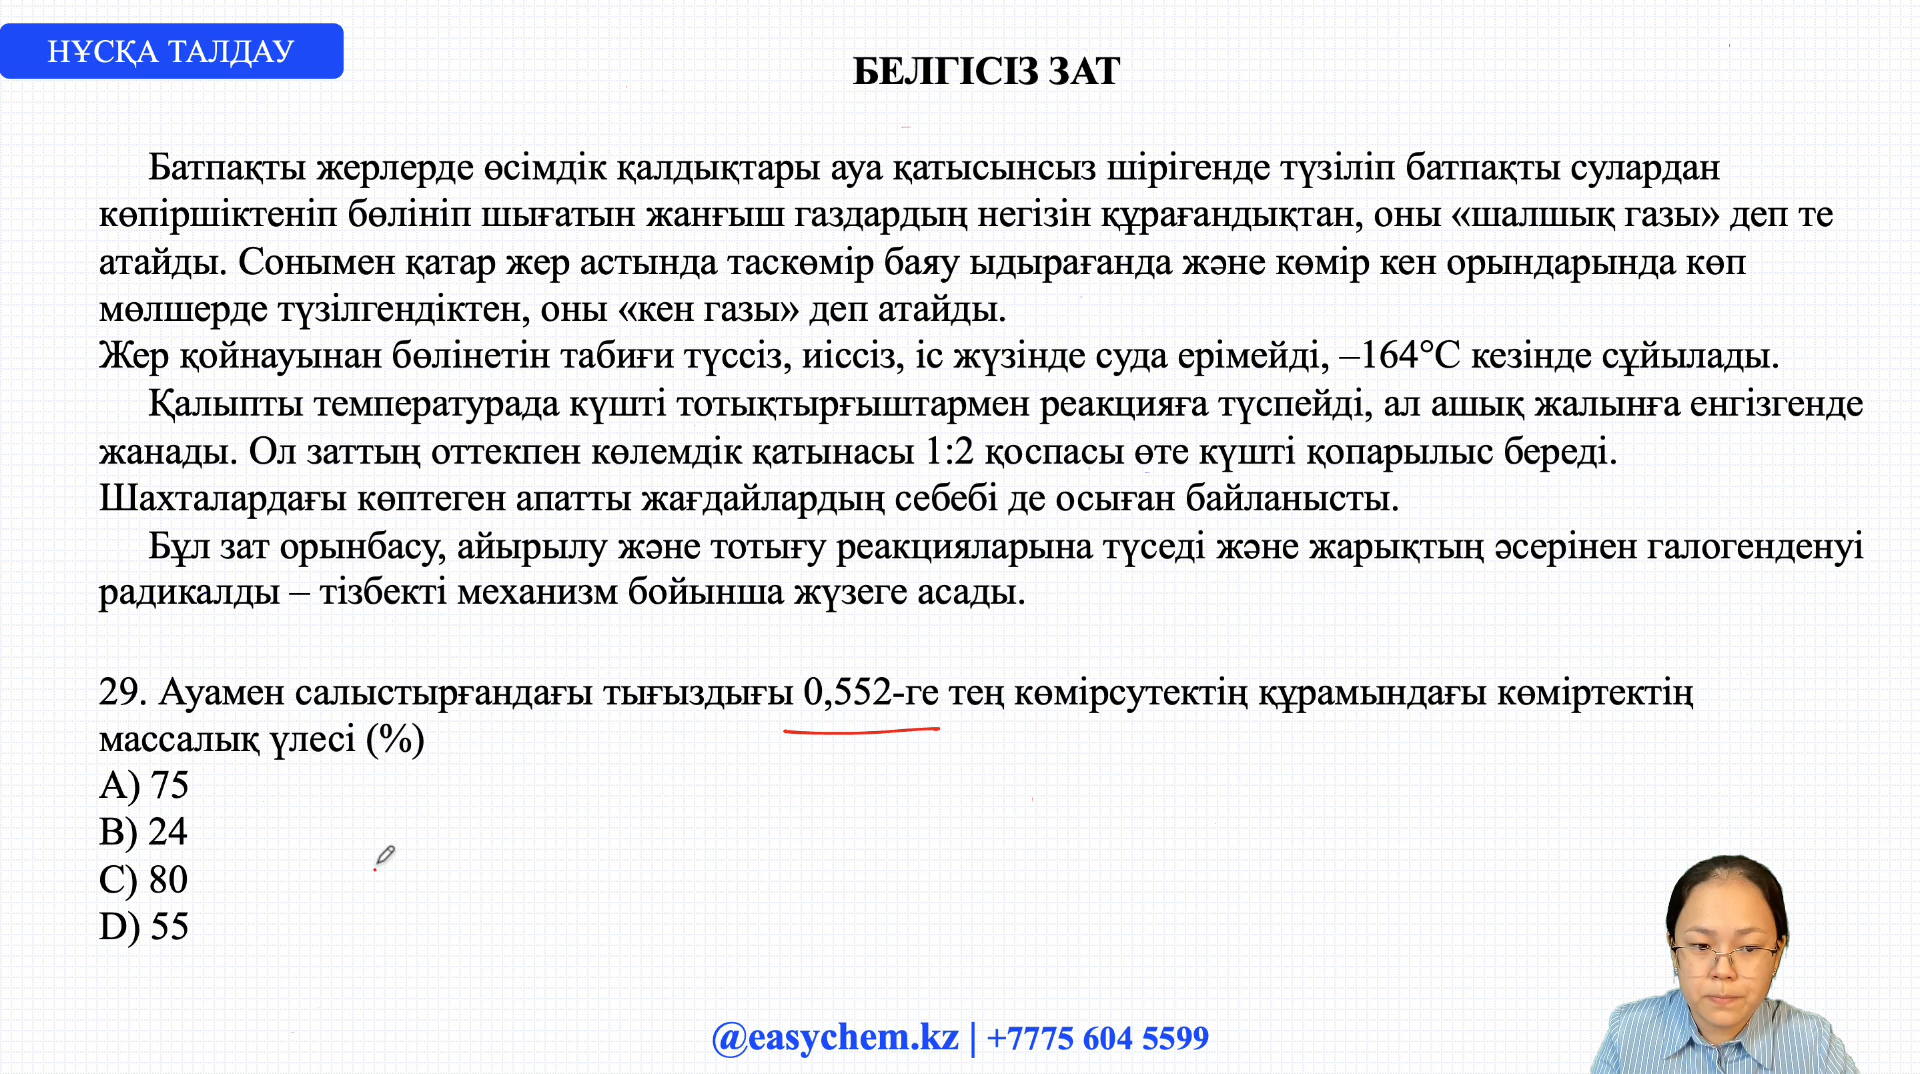 НҰСҚА ТАЛДАУ
БЕЛГІСІЗ ЗАТ
Батпақты жерлерде өсімдік қалдықтары ауа қатысынсыз шірігенде түзіліп батпақты сулардан
көпіршіктеніп бөлініп шығатын жанғыш газдардың негізін құрағандықтан, оны «шалшық газы» деп те
атайды. Сонымен қатар жер астында таскөмір баяу ыдырағанда және көмір кен орындарында көп
мөлшерде түзілгендіктен, оны «кен газы» деп атайды.
Жер қойнауынан бөлінетін табиғи түссіз, иіссіз, іс жүзінде суда ерімейді, –164°С кезінде сұйылады.
Қалыпты температурада күшті тотықтырғыштармен реакцияға түспейді, ал ашық жалынға енгізгенде
жанады. Ол заттың оттекпен көлемдік қатынасы 1:2 қоспасы өте күшті қопарылыс береді.
Шахталардағы көптеген апатты жағдайлардың себебі де осыған байланысты.
Бұл зат орынбасу, айырылу және тотығу реакцияларына түседі және жарықтың әсерінен галогенденуі
радикалды – тізбекті механизм бойынша жүзеге асады.
29. Ауамен салыстырғандағы тығыздығы 0,552-ге тең көмірсутектің құрамындағы көміртектің
массалық үлесі (%)
A) 75
B) 24
C) 80
D) 55
@easychem.kz | +7775 604 5599